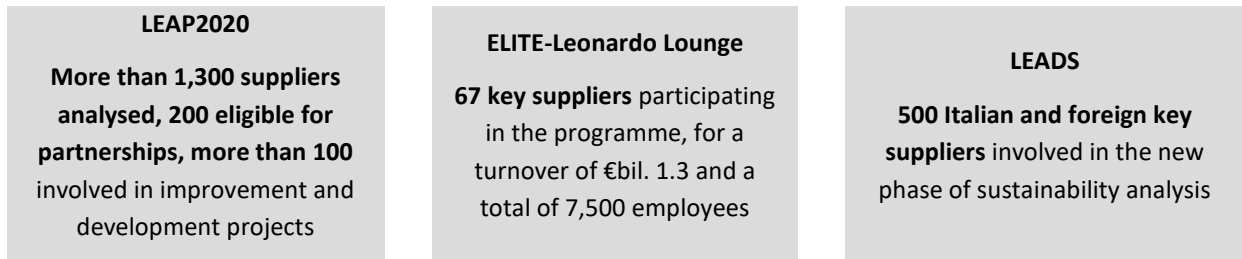 LEAP2020
More than 1,300 suppliers
analysed, 200 eligible for
partnerships, more than 100
involved in improvement and
development projects
ELITE-Leonardo Lounge
67 key suppliers participating
in the programme, for a
turnover of €bil. 1.3 and a
total of 7,500 employees
LEADS
500 Italian and foreign key
suppliers involved in the new
phase of sustainability analysis